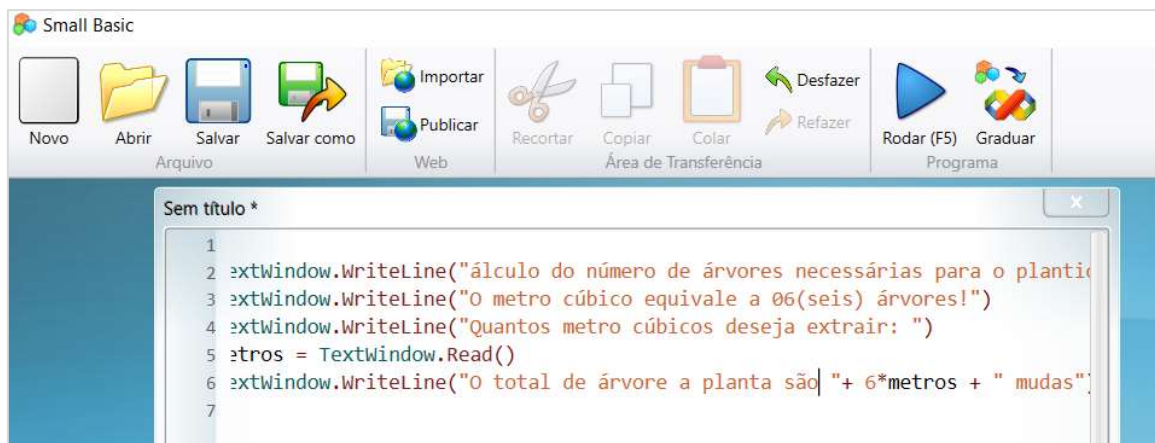 Small Basic
Novo
Abrir
Salvar
Salvar como
Arquivo
Importar
Publicar
Web
Recortar
Copiar
Colar
Desfazer
Refazer
Área de Transferência
Rodar (F5)
Graduar
Programa
Sem título *
x
1
2 extWindow.WriteLine("álculo do número de árvores necessárias para o plantio
3 extWindow.WriteLine("O metro cúbico equivale a 06(seis) árvores!")
4 extWindow.WriteLine("Quantos metro cúbicos deseja extrair: ")
5 etros = TextWindow.Read()
6 extWindow.WriteLine("O total de árvore a planta são "+ 6*metros + " mudas")
7